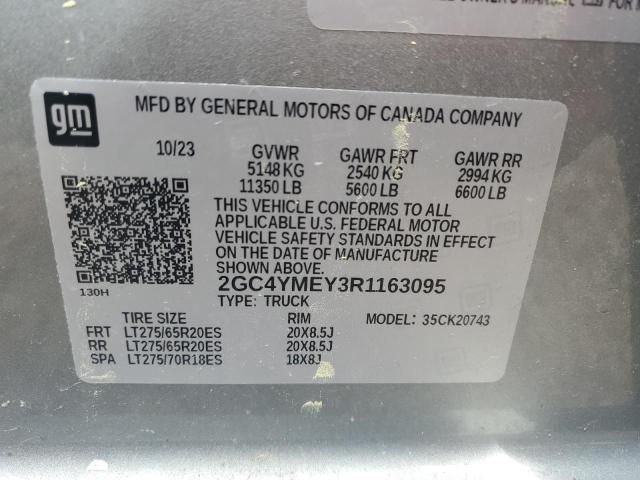 OWNER'S MANUAL
FOR
gm
MFD BY GENERAL MOTORS OF CANADA COMPANY
10/23 GVWR GAWR FRT GAWR RR
5148 KG 2540 KG 2994 KG
11350 LB 5600 LB 6600 LB
THIS VEHICLE CONFORMS TO ALL
APPLICABLE U.S. FEDERAL MOTOR
VEHICLE SAFETY STANDARDS IN EFFECT
ON THE DATE OF MANUFACTURE
SHOWN ABOVE.
130H 2GC4YMEY3R1163095
TYPE: TRUCK
TIRE SIZE RIM MODEL: 35CK20743
FRT LT275/65R20ES 20X8.5J
RR LT275/65R20ES 20X8.5J
SPA LT275/70R18ES 18X8J